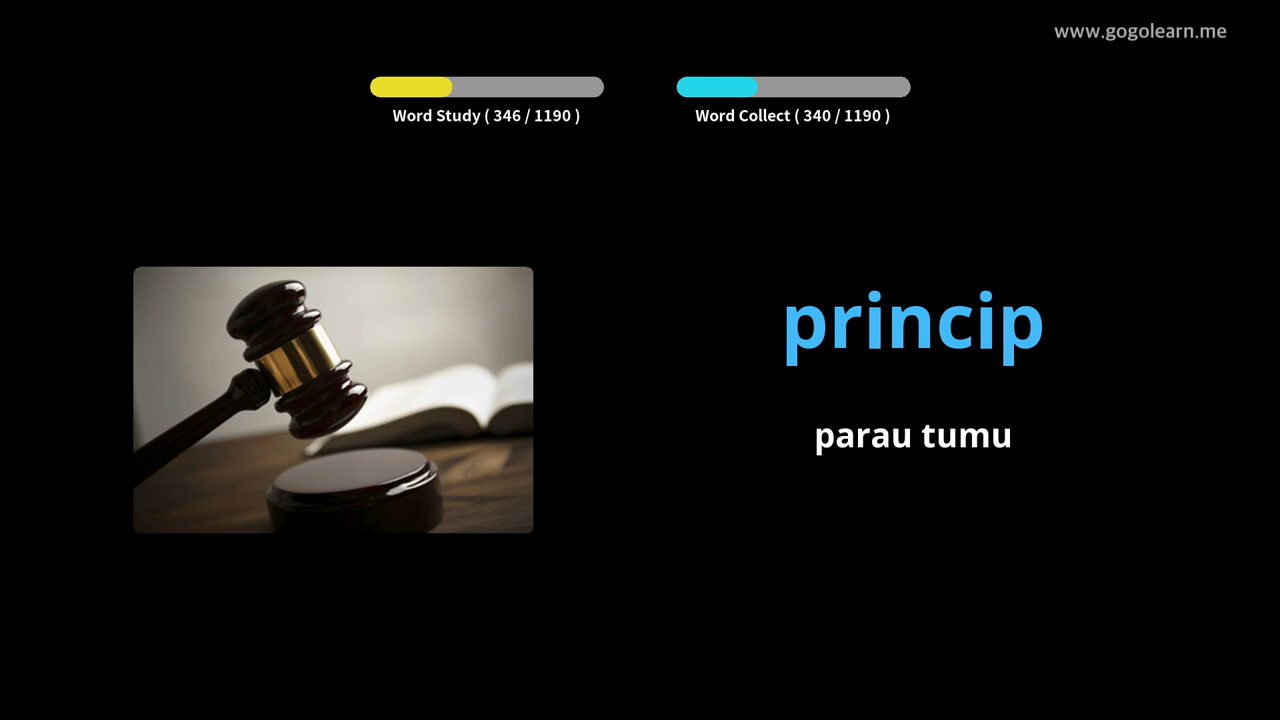 www.gogolearn.me
Word Study ( 346 / 1190 )
Word Collect ( 340 / 1190 )
princip
parau tumu